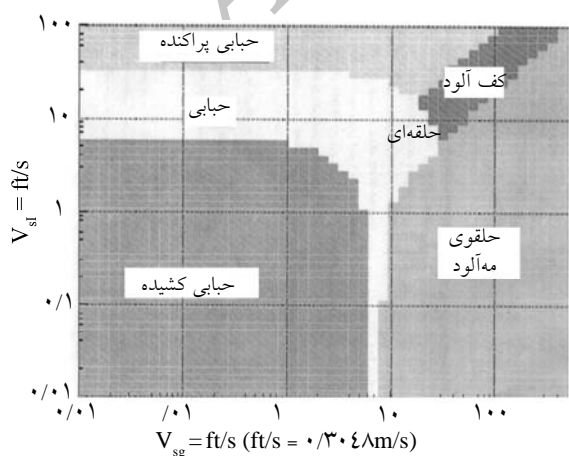 ۱۰۰
حبابی پراکنده
کف آلود
حبابی
۱۰
حلقه‌ای
V_sl = ft/s
۱
حلقوی
مه‌آلود
حبابی کشیده
۰/۱
۰/۰۱
۰/۰۱ /۰۱ ۱ ۱۰ ۱۰۰
V_sg = ft/s (ft/s = ۰/۳۰٤۸m/s)